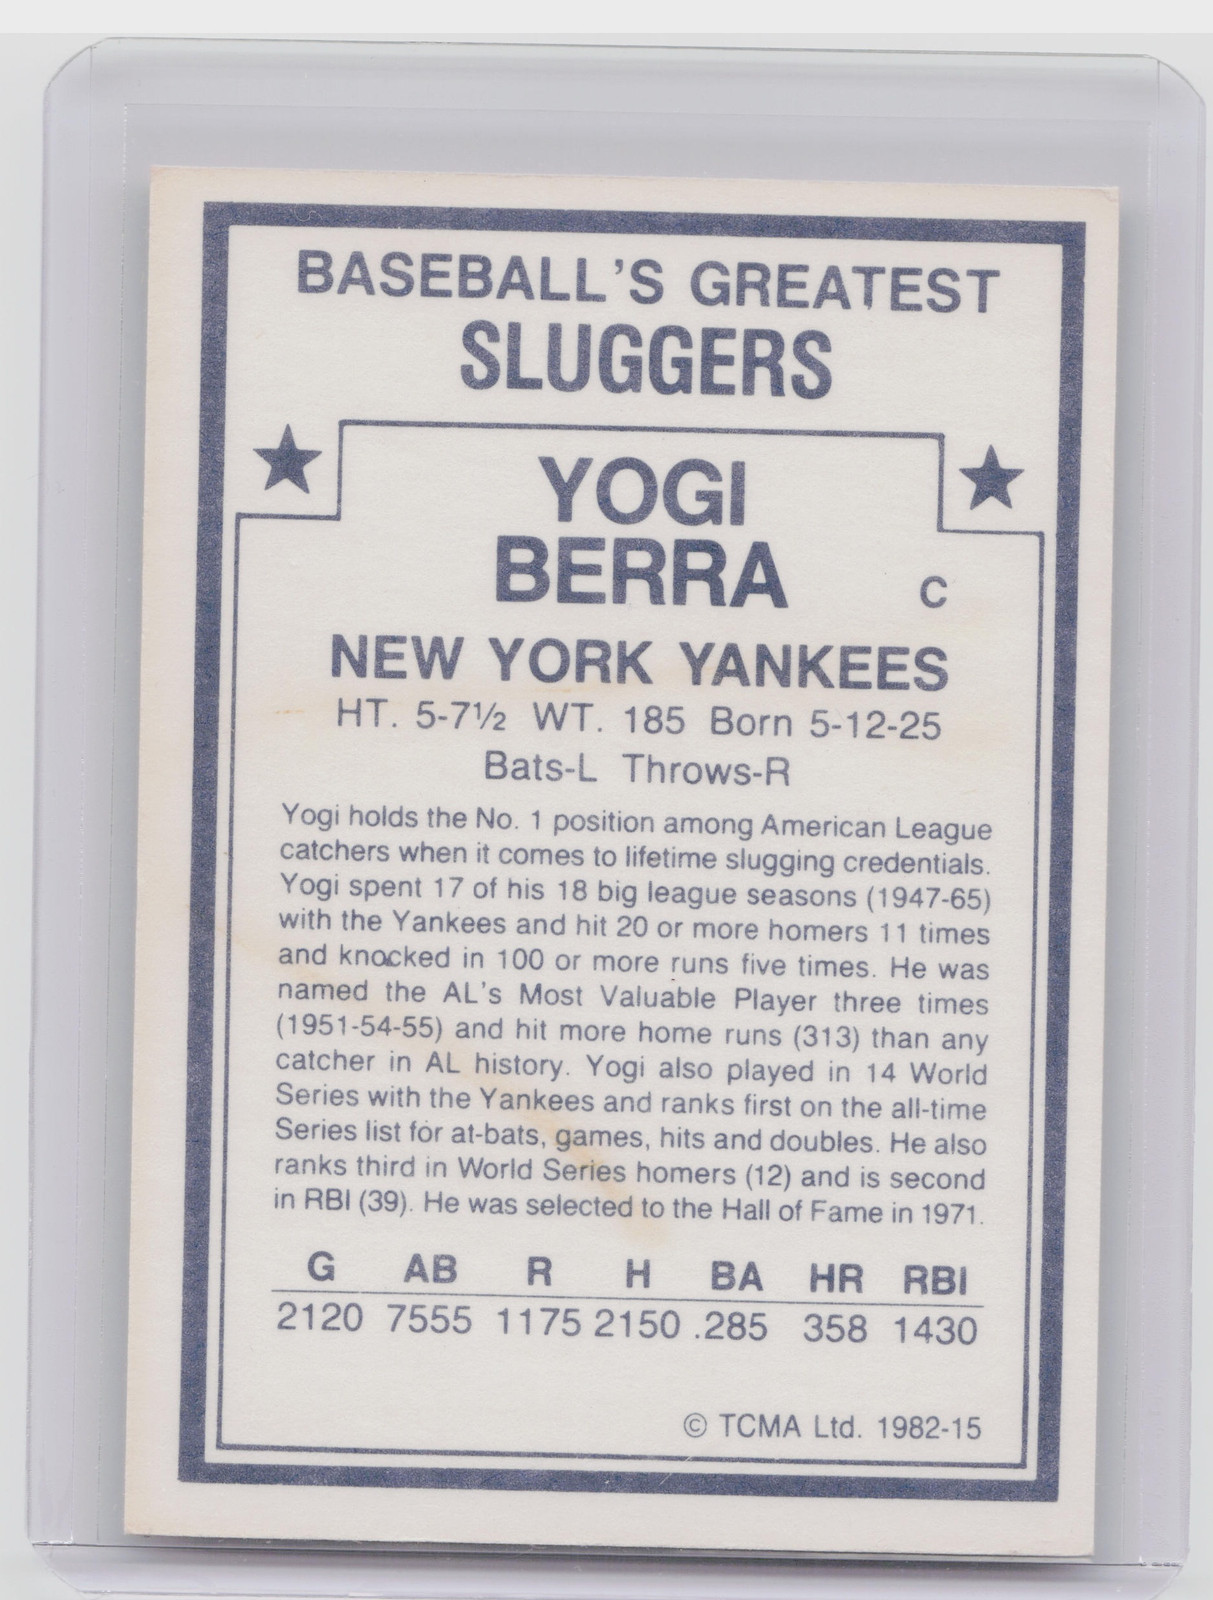 BASEBALL'S GREATEST
SLUGGERS
YOGI
BERRA
C
NEW YORK YANKEES
HT. 5-7½ WT. 185 Born 5-12-25
Bats-L Throws-R
Yogi holds the No. 1 position among American League
catchers when it comes to lifetime slugging credentials.
Yogi spent 17 of his 18 big league seasons (1947-65)
with the Yankees and hit 20 or more homers 11 times
and knocked in 100 or more runs five times. He was
named the AL's Most Valuable Player three times
(1951-54-55) and hit more home runs (313) than any
catcher in AL history. Yogi also played in 14 World
Series with the Yankees and ranks first on the all-time
Series list for at-bats, games, hits and doubles. He also
ranks third in World Series homers (12) and is second
in RBI (39). He was selected to the Hall of Fame in 1971.
G AB R H BA HR RBI
2120 7555 1175 2150 .285 358 1430
© TCMA Ltd. 1982-15